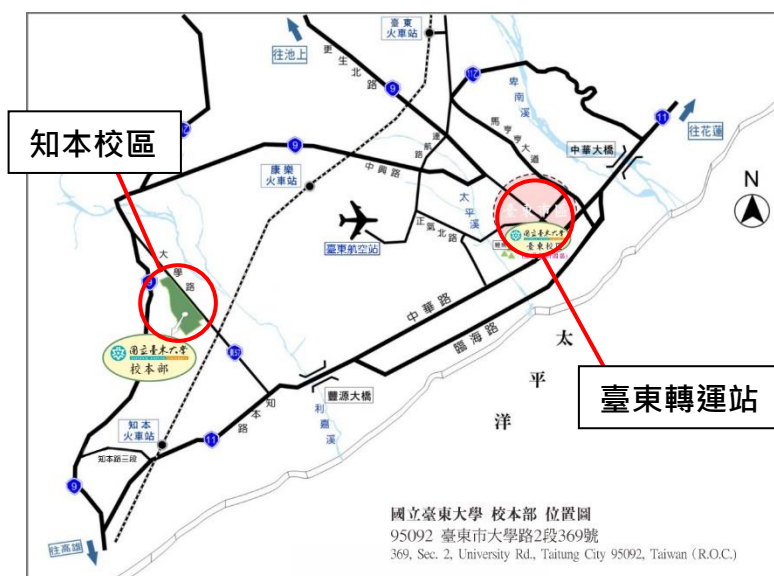 臺東
火車站
往池上
更生北路
9
112
卑南溪
11
往花蓮
馬亨亨大道
中華大橋
知本校區
9
康樂
火車站
中興路
太平溪
N
臺東航空站
正氣北路
國立臺東大學
臺東校區
大學路
9
國立臺東大學
校本部
中華路
臨海路
太平洋
臺東轉運站
豐源大橋
利嘉溪
知本路
知本
火車站
11
知本路三段
9
往高雄
國立臺東大學 校本部 位置圖
95092 臺東市大學路2段369號
369, Sec. 2, University Rd., Taitung City 95092, Taiwan (R.O.C.)